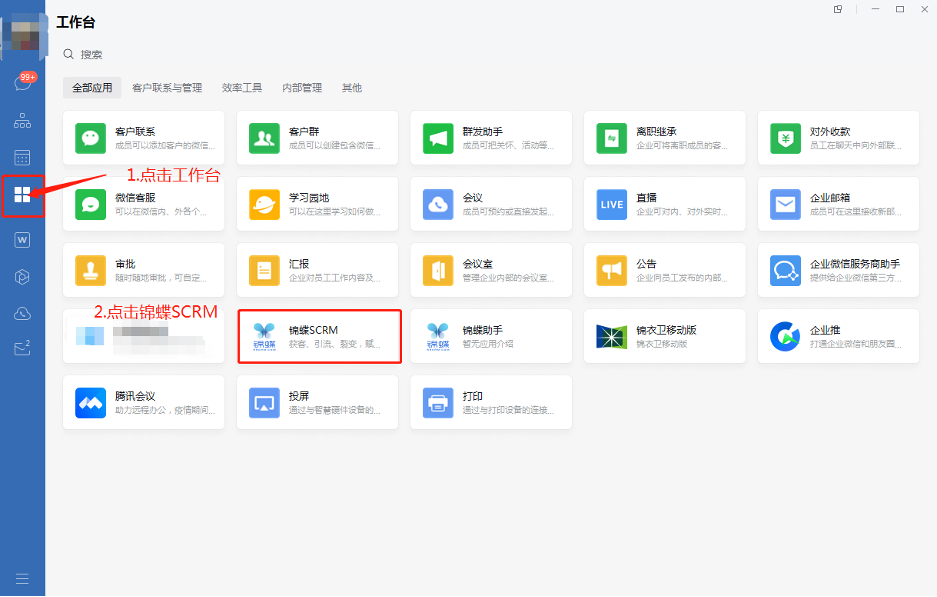 工作台
搜索
全部应用 客户联系与管理 效率工具 内部管理 其他
99+
客户联系
成员可以添加客户的微信...
客户群
成员可以创建包含微信...
群发助手
成员可把关怀、活动等...
离职继承
企业可将离职成员的客...
对外收款
员工在聊天中向外部联...
1.点击工作台
微信客服
可以在微信内、外各个...
学习园地
可以在这里学习如何做...
会议
成员可预约或直接发起...
LIVE
直播
企业可对内、对外实时...
企业邮箱
成员可在这里接收新邮...
W
审批
随时随地审批，可自定...
汇报
企业对员工工作内容及...
会议室
管理企业内部的会议室...
公告
企业向员工发布的内部...
企业微信服务商助手
提供给企业微信第三方...
2.点击锦蝶SCRM
锦蝶
锦蝶SCRM
获客、引流、裂变，赋...
锦蝶
锦蝶助手
暂无应用介绍
锦衣卫移动版
锦衣卫移动版
企业推
打通企业微信和朋友圈...
2
腾讯会议
助力远程办公，疫情期间...
投屏
通过与智慧硬件设备的...
打印
通过与打印设备的连接...